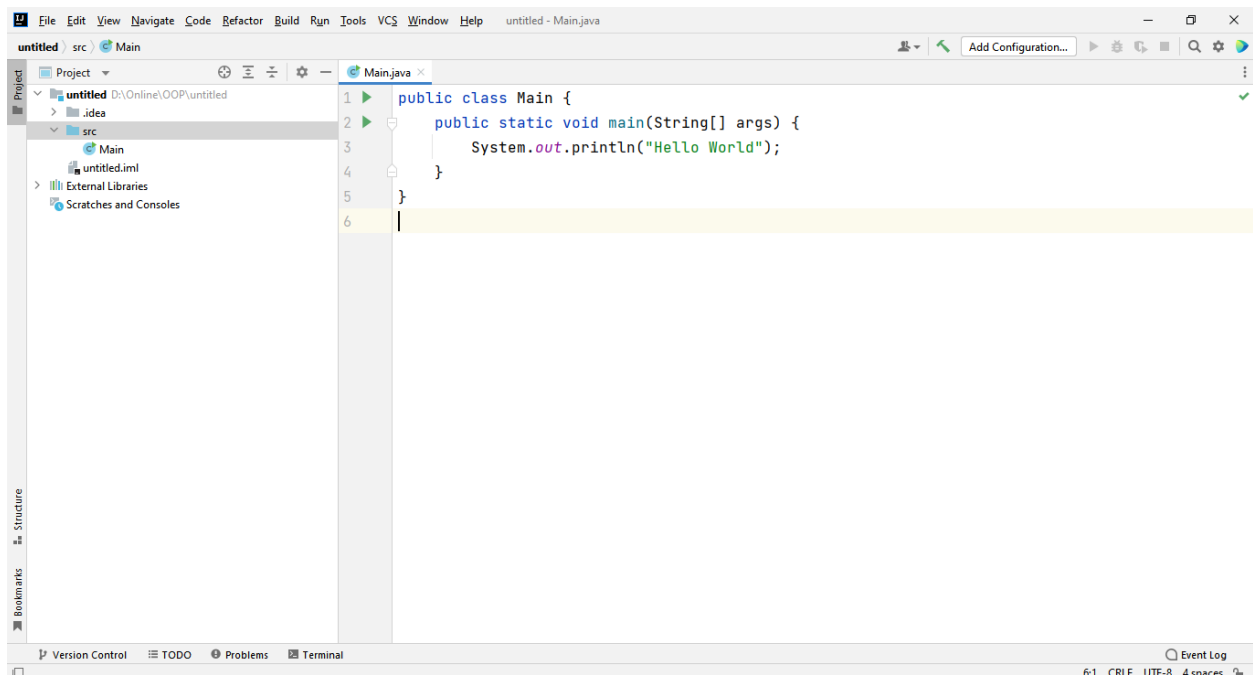 File Edit View Navigate Code Refactor Build Run Tools VCS Window Help untitled - Main.java
untitled src Main Add Configuration...
Project
Project
Main.java
untitled D:\Online\OOP\untitled
.idea
src
Main
untitled.iml
External Libraries
Scratches and Consoles
1 public class Main {
2 public static void main(String[] args) {
3 System.out.println("Hello World");
4 }
5 }
6
Structure
Bookmarks
Version Control TODO Problems Terminal Event Log
6:1 CRLF UTF-8 4 spaces